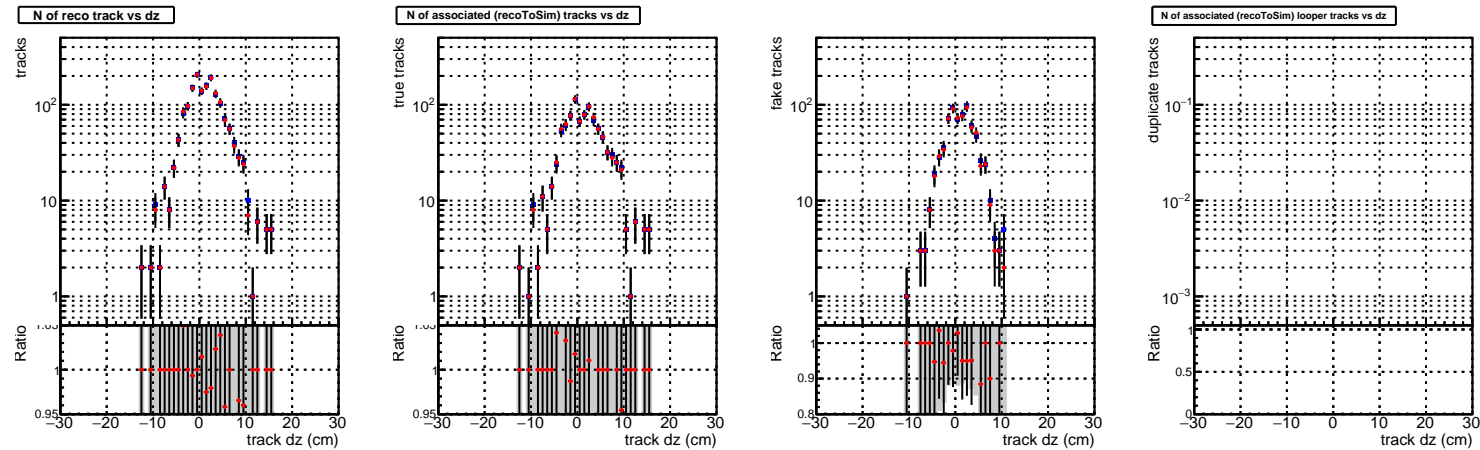 N of reco track vs dz
tracks
10²
10
1
Ratio
1
0.95
−30 −20 −10 0 10 20 30
track dz (cm)
N of associated (recoToSim) tracks vs dz
true tracks
10²
10
1
Ratio
1
0.95
−30 −20 −10 0 10 20 30
track dz (cm)
fake tracks
10²
10
1
Ratio
1
0.9
0.8
−30 −20 −10 0 10 20 30
track dz (cm)
N of associated (recoToSim) looper tracks vs dz
duplicate tracks
10⁻¹
10⁻²
10⁻³
Ratio
1
0.5
0
−30 −20 −10 0 10 20 30
track dz (cm)